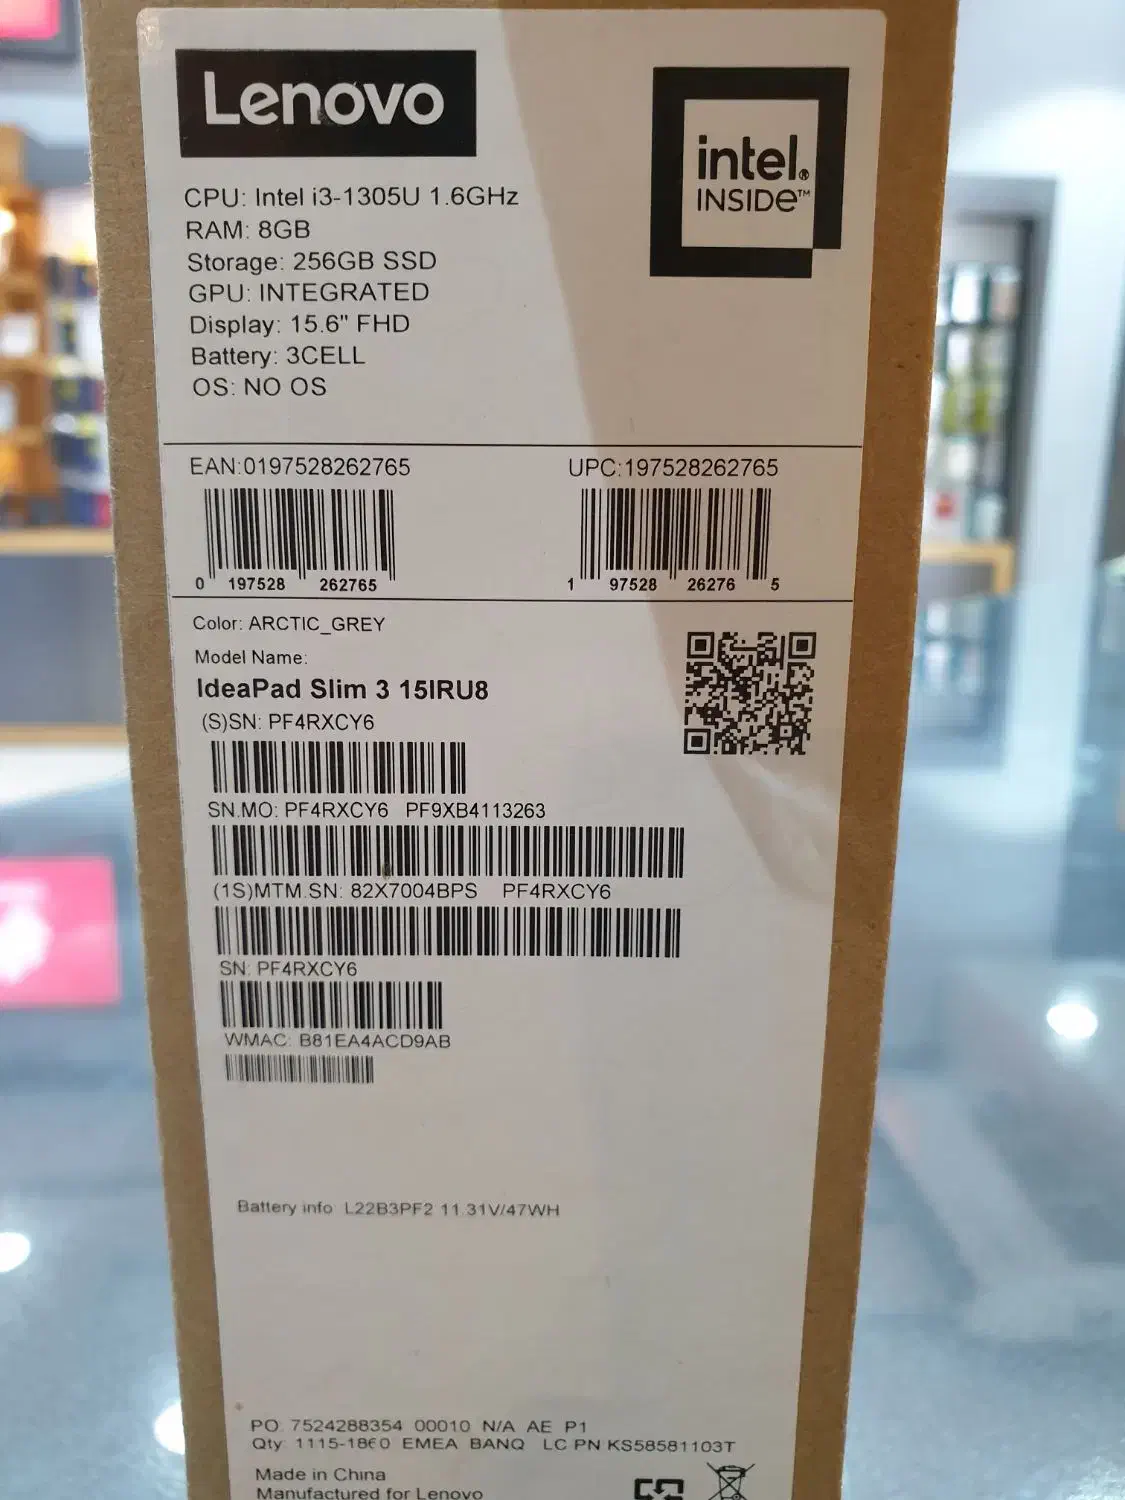 Lenovo
intel®
INSIDE™
CPU: Intel i3-1305U 1.6GHz
RAM: 8GB
Storage: 256GB SSD
GPU: INTEGRATED
Display: 15.6" FHD
Battery: 3CELL
OS: NO OS
EAN:0197528262765 UPC:197528262765
0 197528 262765 1 97528 26276 5
Color: ARCTIC_GREY
Model Name:
IdeaPad Slim 3 15IRU8
(S)SN: PF4RXCY6
SN.MO: PF4RXCY6 PF9XB4113263
(1S)MTM.SN: 82X7004BPS PF4RXCY6
SN: PF4RXCY6
WMAC: B81EA4ACD9AB
Battery info L22B3PF2 11.31V/47WH
PO 7524288354 00010 N/A AE P1
Qty 1115-1860 EMEA BANQ LC PN KS58581103T
Made in China
Manufactured for Lenovo